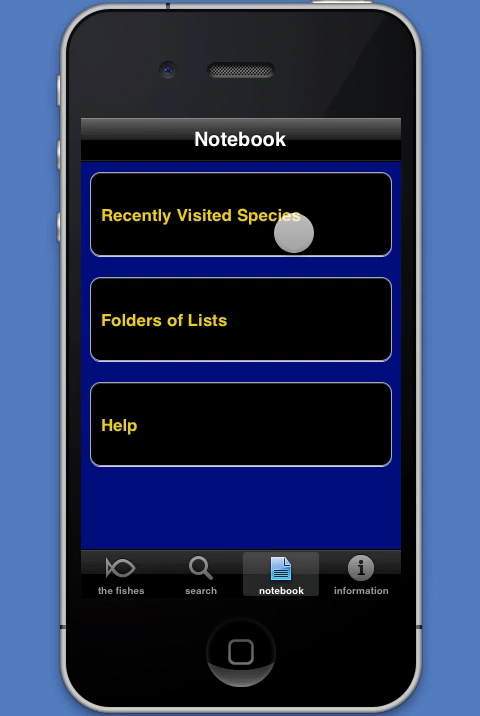 Notebook
Recently Visited Species
Folders of Lists
Help
the fishes
search
notebook
information